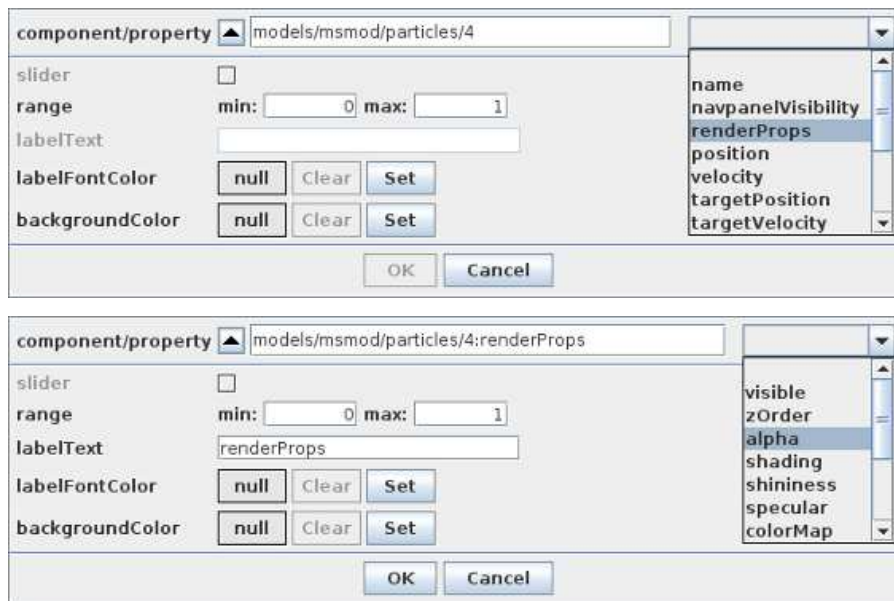 component/property models/msmod/particles/4
slider
name
range min: 0 max: 1 navpanelVisibility
labelText renderProps
position
labelFontColor null Clear Set velocity
targetPosition
backgroundColor null Clear Set targetVelocity
OK Cancel
component/property models/msmod/particles/4:renderProps
slider visible
range min: 0 max: 1 zOrder
alpha
labelText renderProps shading
labelFontColor null Clear Set shininess
specular
backgroundColor null Clear Set colorMap
OK Cancel